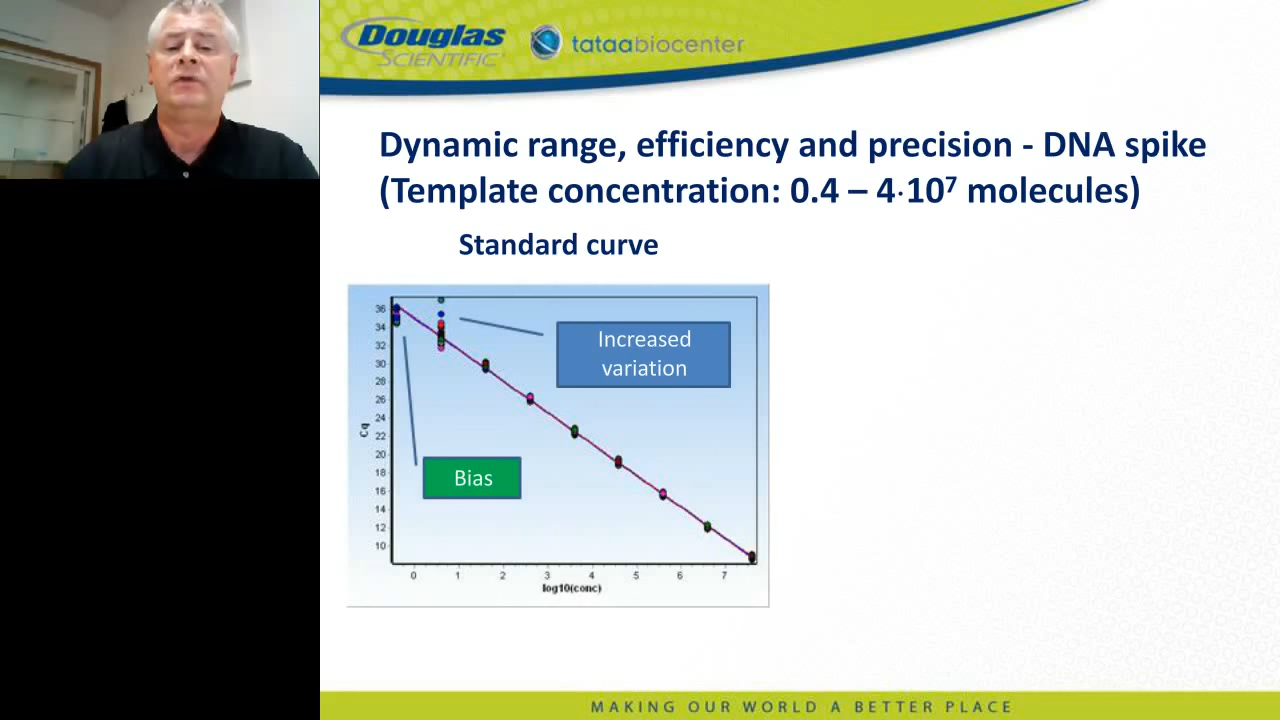 Douglas
SCIENTIFIC
tataabiocenter
Dynamic range, efficiency and precision - DNA spike
(Template concentration: 0.4 – 4·10⁷ molecules)
Standard curve
36
34
32
30
28
26
24
22
20
18
16
14
12
10
Cq
Increased
variation
Bias
0 1 2 3 4 5 6 7
log10(conc)
MAKING OUR WORLD A BETTER PLACE